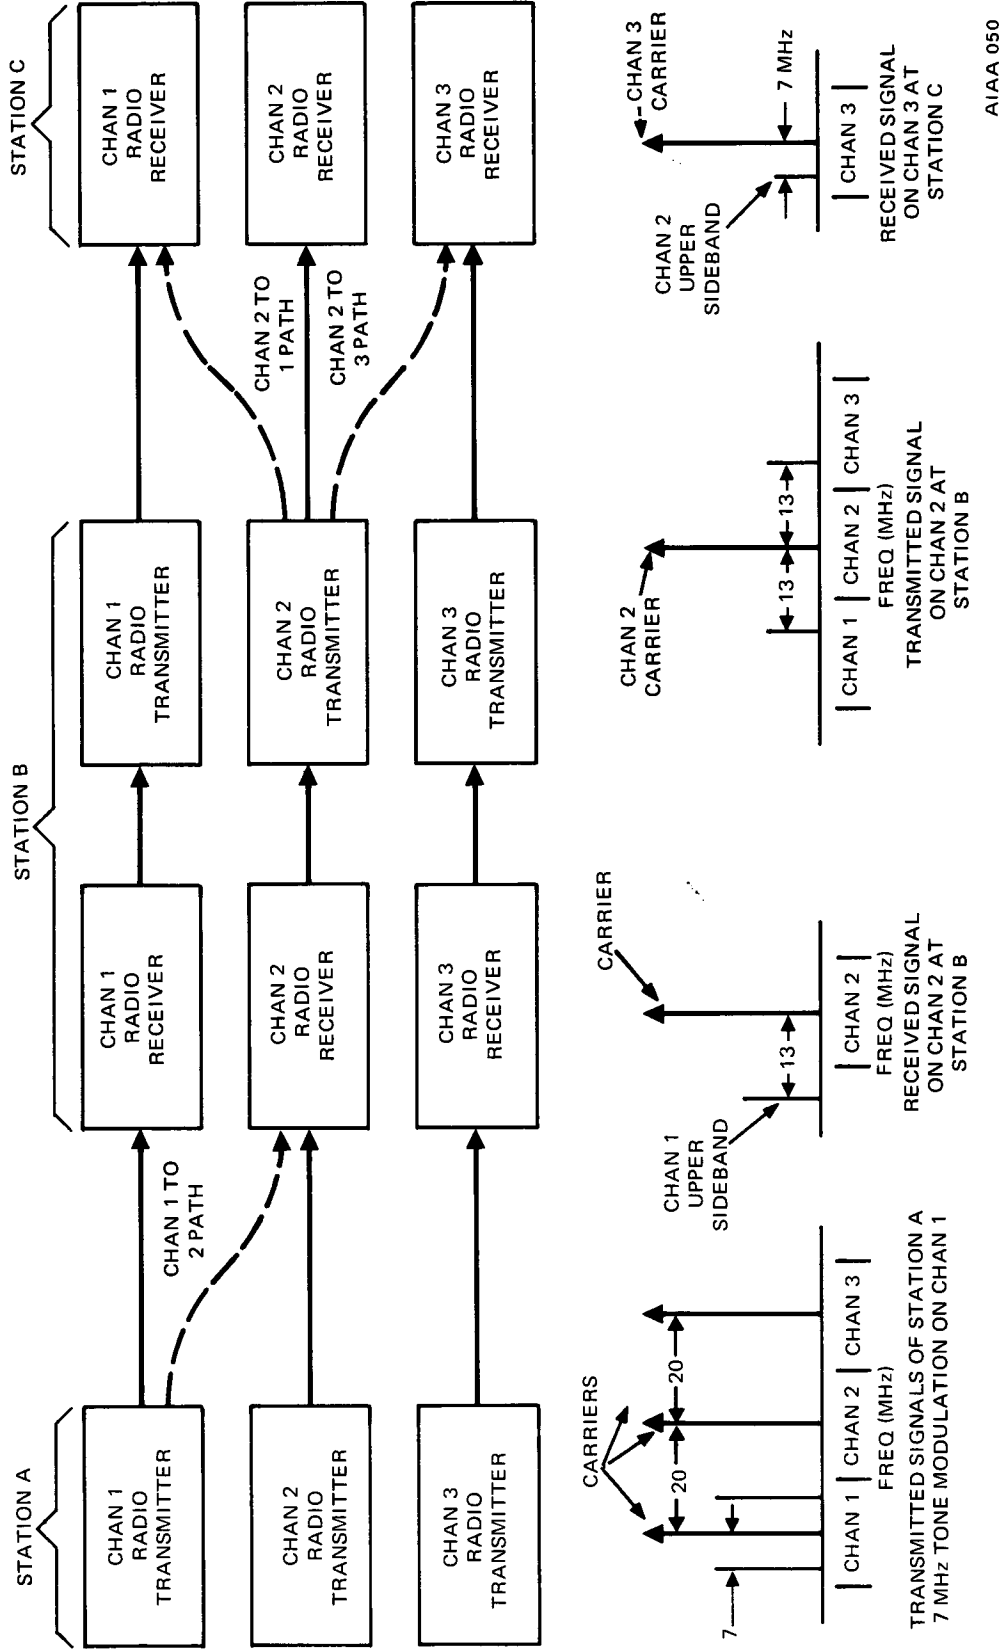 STATION A
STATION B
STATION C
CHAN 1
RADIO
TRANSMITTER
CHAN 1
RADIO
RECEIVER
CHAN 1
RADIO
TRANSMITTER
CHAN 1
RADIO
RECEIVER
CHAN 1 TO
2 PATH
CHAN 2
RADIO
TRANSMITTER
CHAN 2
RADIO
RECEIVER
CHAN 2
RADIO
TRANSMITTER
CHAN 2 TO
1 PATH
CHAN 2 TO
3 PATH
CHAN 2
RADIO
RECEIVER
CHAN 3
RADIO
TRANSMITTER
CHAN 3
RADIO
RECEIVER
CHAN 3
RADIO
TRANSMITTER
CHAN 3
RADIO
RECEIVER
CARRIERS
20
20
7
CHAN 1
CHAN 2
CHAN 3
FREQ (MHz)
TRANSMITTED SIGNALS OF STATION A
7 MHz TONE MODULATION ON CHAN 1
CHAN 1
UPPER
SIDEBAND
CARRIER
13
CHAN 2
FREQ (MHz)
RECEIVED SIGNAL
ON CHAN 2 AT
STATION B
CHAN 2
CARRIER
13
13
CHAN 1
CHAN 2
CHAN 3
FREQ (MHz)
TRANSMITTED SIGNAL
ON CHAN 2 AT
STATION B
CHAN 2
UPPER
SIDEBAND
CHAN 3
CARRIER
7 MHz
CHAN 3
RECEIVED SIGNAL
ON CHAN 3 AT
STATION C
AIAA 050